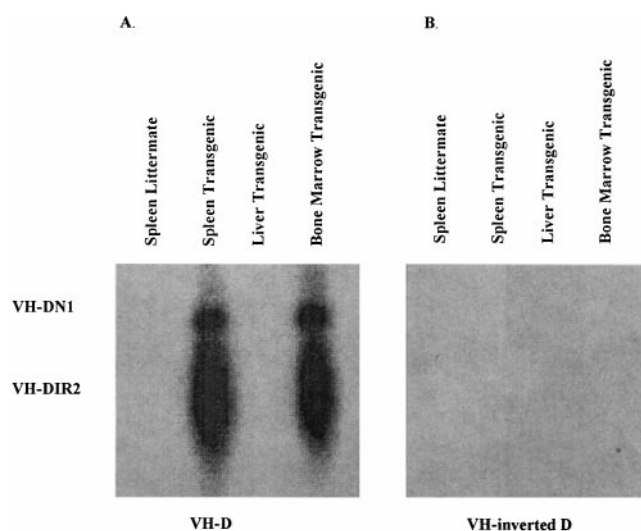 A.
B.
Spleen Littermate
Spleen Transgenic
Liver Transgenic
Bone Marrow Transgenic
Spleen Littermate
Spleen Transgenic
Liver Transgenic
Bone Marrow Transgenic
VH-DN1
VH-DIR2
VH-D
VH-inverted D